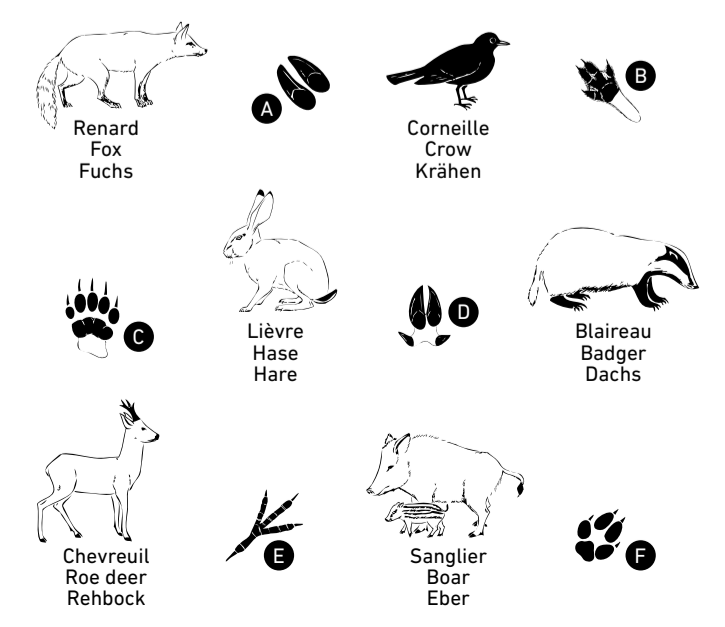 Renard
Fox
Fuchs
A
Corneille
Crow
Krähen
B
C
Lièvre
Hase
Hare
D
Blaireau
Badger
Dachs
Chevreuil
Roe deer
Rehbock
E
Sanglier
Boar
Eber
F